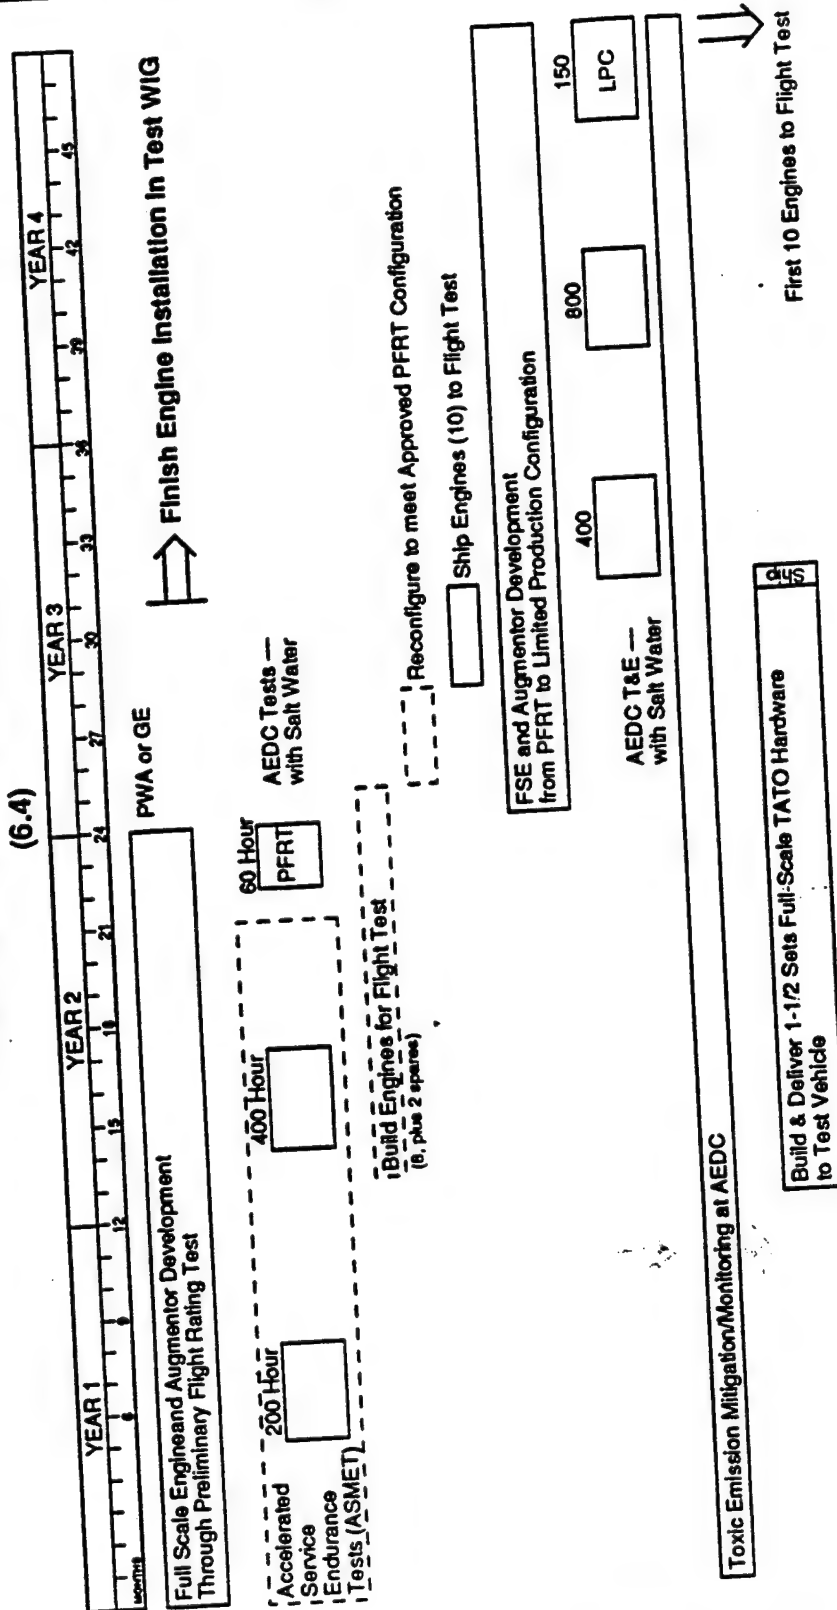 (6.4)
YEAR 1
YEAR 2
YEAR 3
YEAR 4
MONTHS
6
9
12
15
18
21
24
27
30
33
36
39
42
45
Full Scale Engineand Augmentor Development
Through Preliminary Flight Rating Test
PWA or GE
Finish Engine Installation in Test WIG
Accelerated
Service
Endurance
Tests (ASMET)
200 Hour
400 Hour
60 Hour
PFRT
AEDC Tests —
with Salt Water
Build Engines for Flight Test
(8, plus 2 spares)
Reconfigure to meet Approved PFRT Configuration
Ship Engines (10) to Flight Test
FSE and Augmentor Development
from PFRT to Limited Production Configuration
AEDC T&E —
with Salt Water
400
800
150
LPC
Toxic Emission Mitigation/Monitoring at AEDC
Build & Deliver 1-1/2 Sets Full-Scale TATO Hardware
to Test Vehicle
First 10 Engines to Flight Test